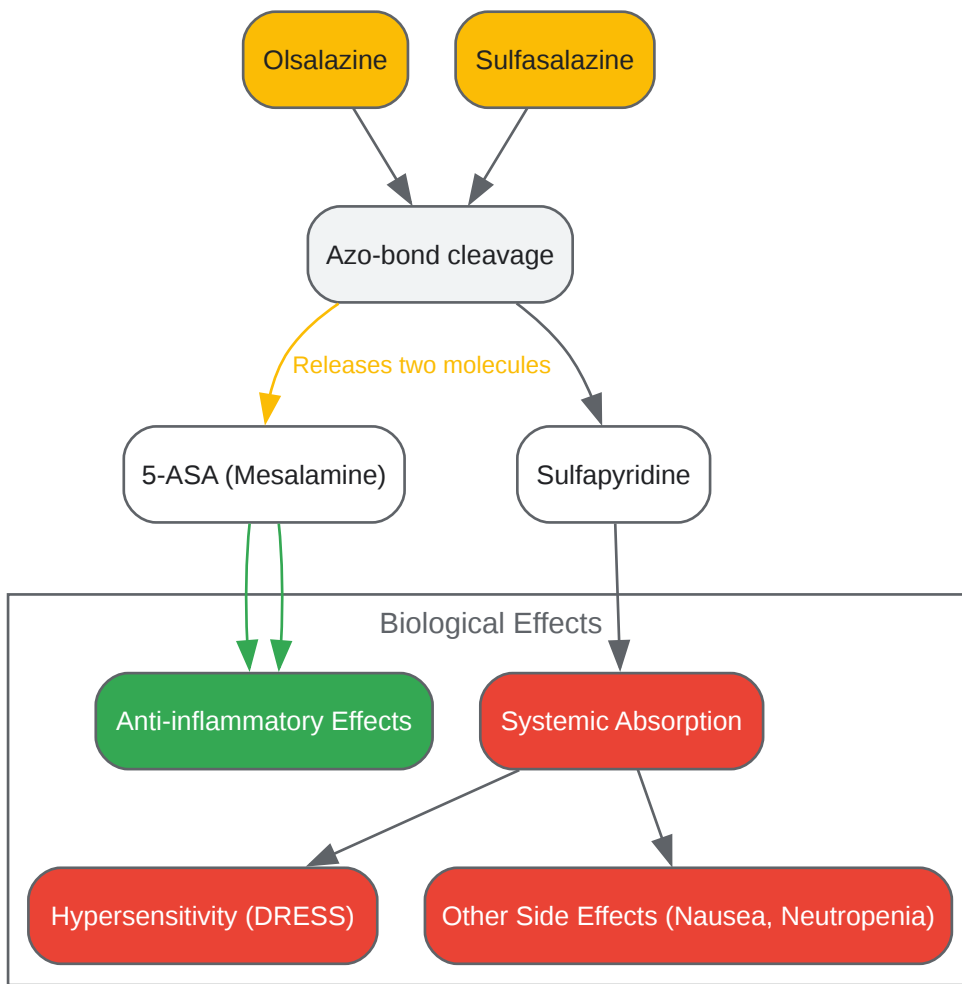 Olsalazine
Sulfasalazine
Azo-bond cleavage
Releases two molecules
5-ASA (Mesalamine)
Sulfapyridine
Biological Effects
Anti-inflammatory Effects
Systemic Absorption
Hypersensitivity (DRESS)
Other Side Effects (Nausea, Neutropenia)